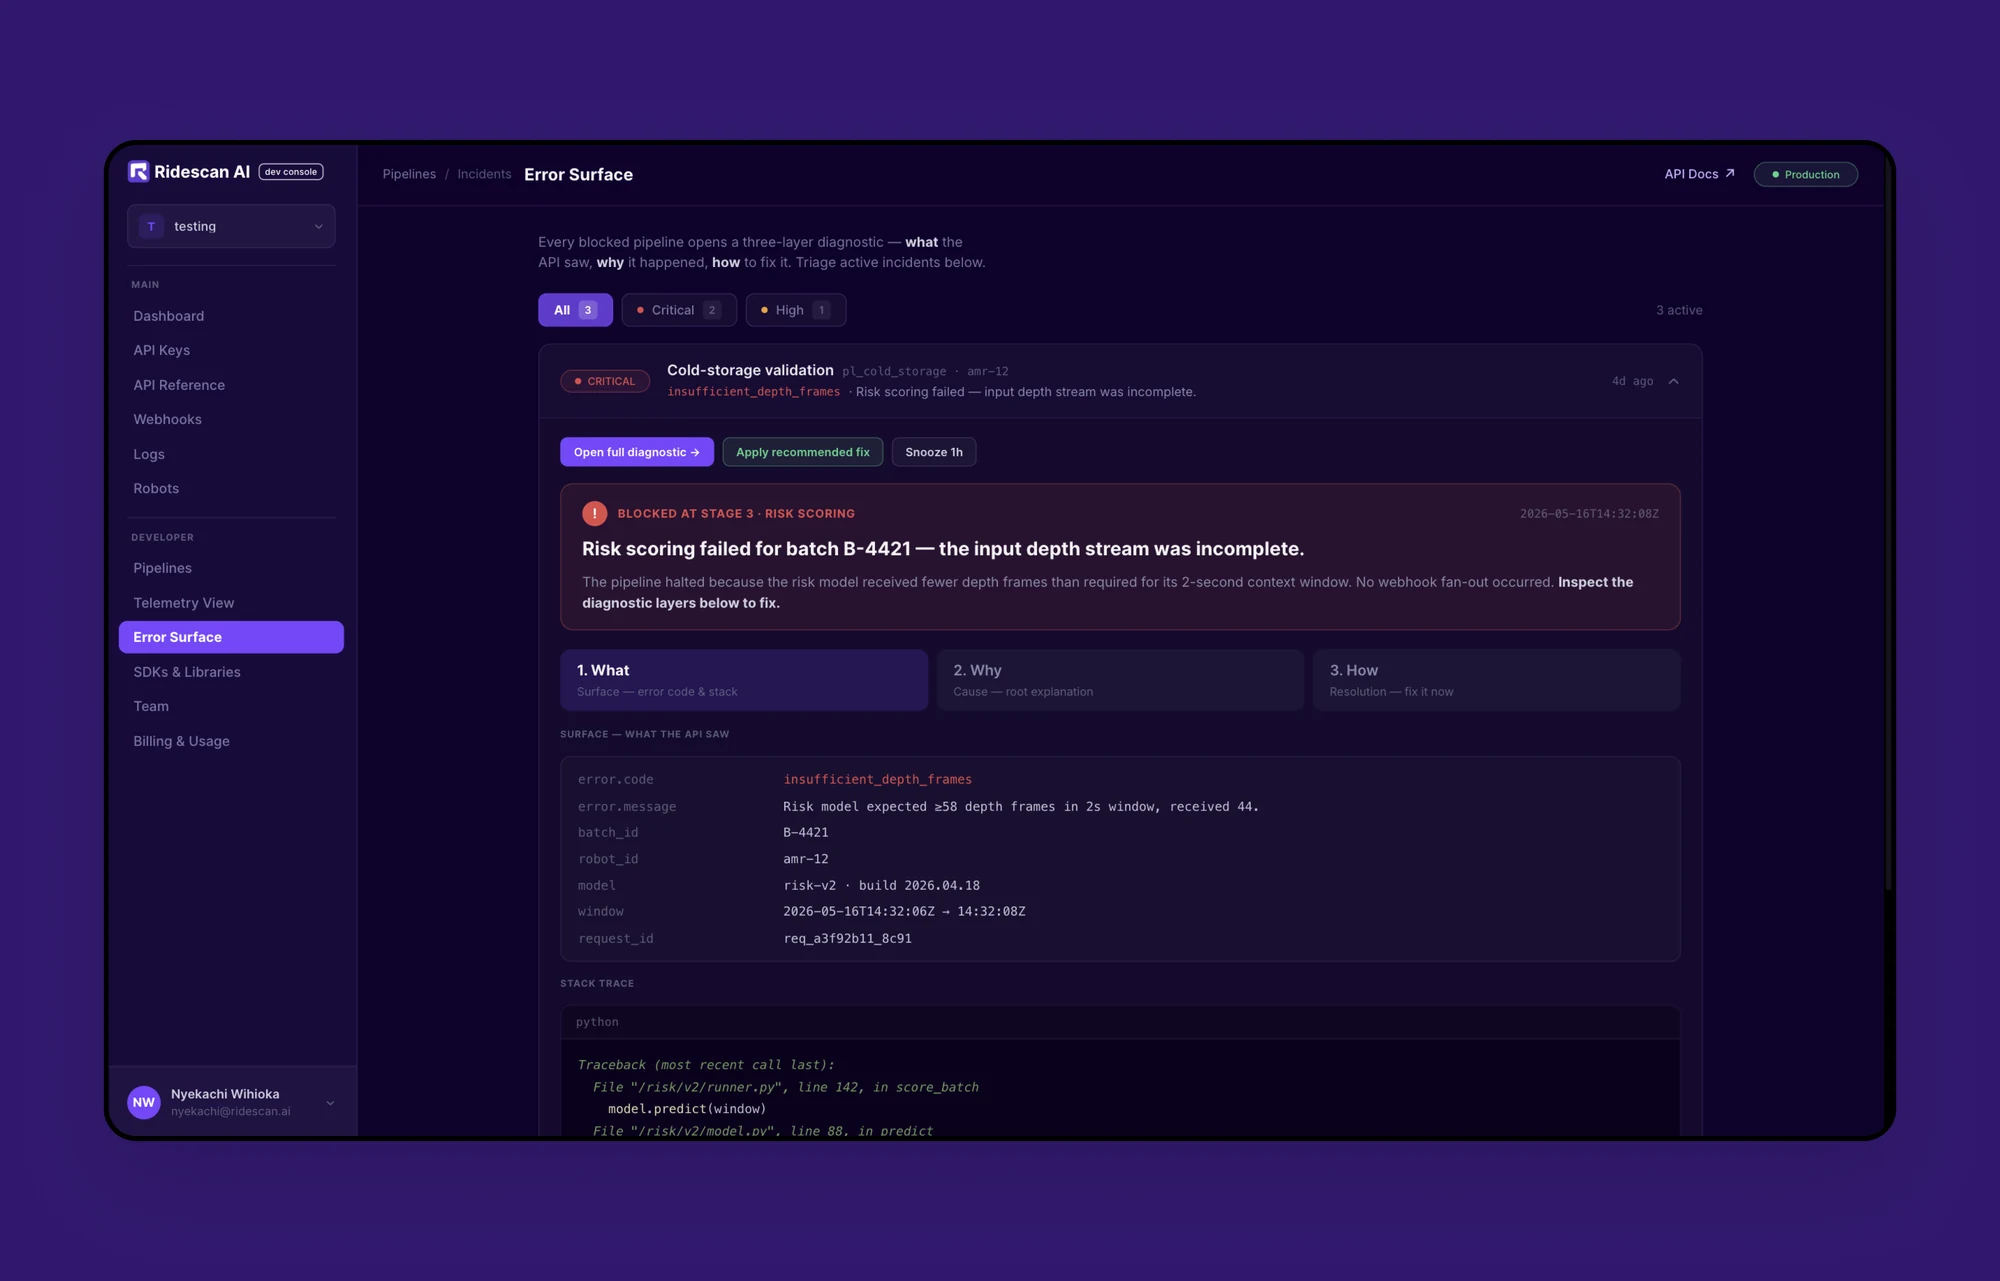 Ridescan AI dev console
T testing
MAIN
Dashboard
API Keys
API Reference
Webhooks
Logs
Robots
DEVELOPER
Pipelines
Telemetry View
Error Surface
SDKs & Libraries
Team
Billing & Usage
NW Nyekachi Wihioka
nyekachi@ridescan.ai
Pipelines / Incidents Error Surface
API Docs ↗ Production
Every blocked pipeline opens a three-layer diagnostic — what the
API saw, why it happened, how to fix it. Triage active incidents below.
All 3 Critical 2 High 1 3 active
CRITICAL Cold-storage validation pl_cold_storage · amr-12
insufficient_depth_frames · Risk scoring failed — input depth stream was incomplete.
4d ago
Open full diagnostic → Apply recommended fix Snooze 1h
! BLOCKED AT STAGE 3 · RISK SCORING 2026-05-16T14:32:08Z
Risk scoring failed for batch B-4421 — the input depth stream was incomplete.
The pipeline halted because the risk model received fewer depth frames than required for its 2-second context window. No webhook fan-out occurred. Inspect the
diagnostic layers below to fix.
1. What
Surface — error code & stack
2. Why
Cause — root explanation
3. How
Resolution — fix it now
SURFACE — WHAT THE API SAW
error.code insufficient_depth_frames
error.message Risk model expected ≥58 depth frames in 2s window, received 44.
batch_id B-4421
robot_id amr-12
model risk-v2 · build 2026.04.18
window 2026-05-16T14:32:06Z → 14:32:08Z
request_id req_a3f92b11_8c91
STACK TRACE
python
Traceback (most recent call last):
File "/risk/v2/runner.py", line 142, in score_batch
model.predict(window)
File "/risk/v2/model.py", line 88, in predict